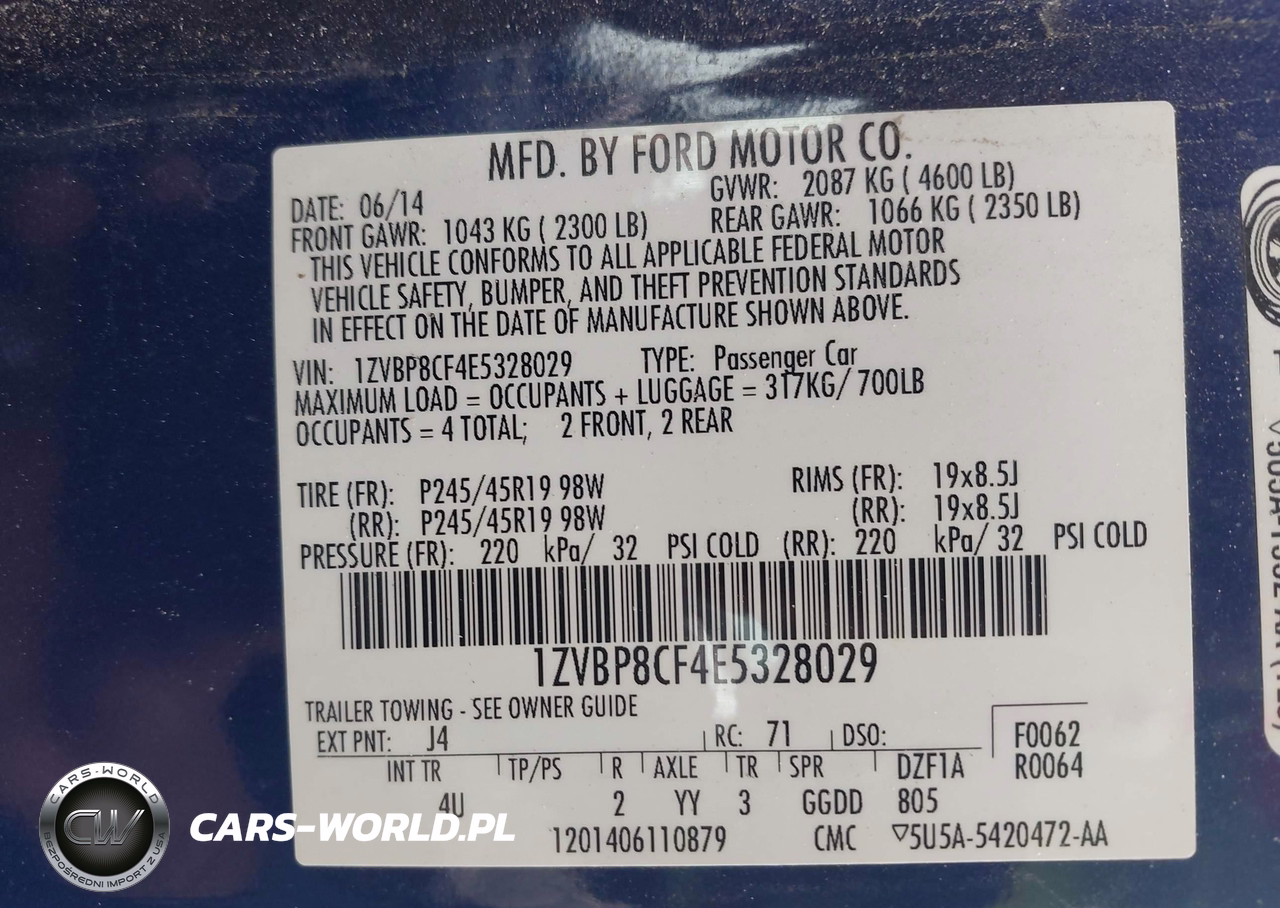 MFD. BY FORD MOTOR CO.
DATE: 06/14 GVWR: 2087 KG ( 4600 LB)
FRONT GAWR: 1043 KG ( 2300 LB) REAR GAWR: 1066 KG ( 2350 LB)
THIS VEHICLE CONFORMS TO ALL APPLICABLE FEDERAL MOTOR
VEHICLE SAFETY, BUMPER, AND THEFT PREVENTION STANDARDS
IN EFFECT ON THE DATE OF MANUFACTURE SHOWN ABOVE.
VIN: 1ZVBP8CF4E5328029 TYPE: Passenger Car
MAXIMUM LOAD = OCCUPANTS + LUGGAGE = 317KG/ 700LB
OCCUPANTS = 4 TOTAL; 2 FRONT, 2 REAR
TIRE (FR): P245/45R19 98W RIMS (FR): 19x8.5J
(RR): P245/45R19 98W (RR): 19x8.5J
PRESSURE (FR): 220 kPa/ 32 PSI COLD (RR): 220 kPa/ 32 PSI COLD
1ZVBP8CF4E5328029
TRAILER TOWING - SEE OWNER GUIDE
EXT PNT: J4 RC: 71 DSO: F0062
INT TR TP/PS R AXLE TR SPR DZF1A R0064
4U 2 YY 3 GGDD 805
1201406110879 CMC ▽5U5A-5420472-AA
CARS-WORLD
CW
BEZPOŚREDNI IMPORT Z USA
CARS-WORLD.PL